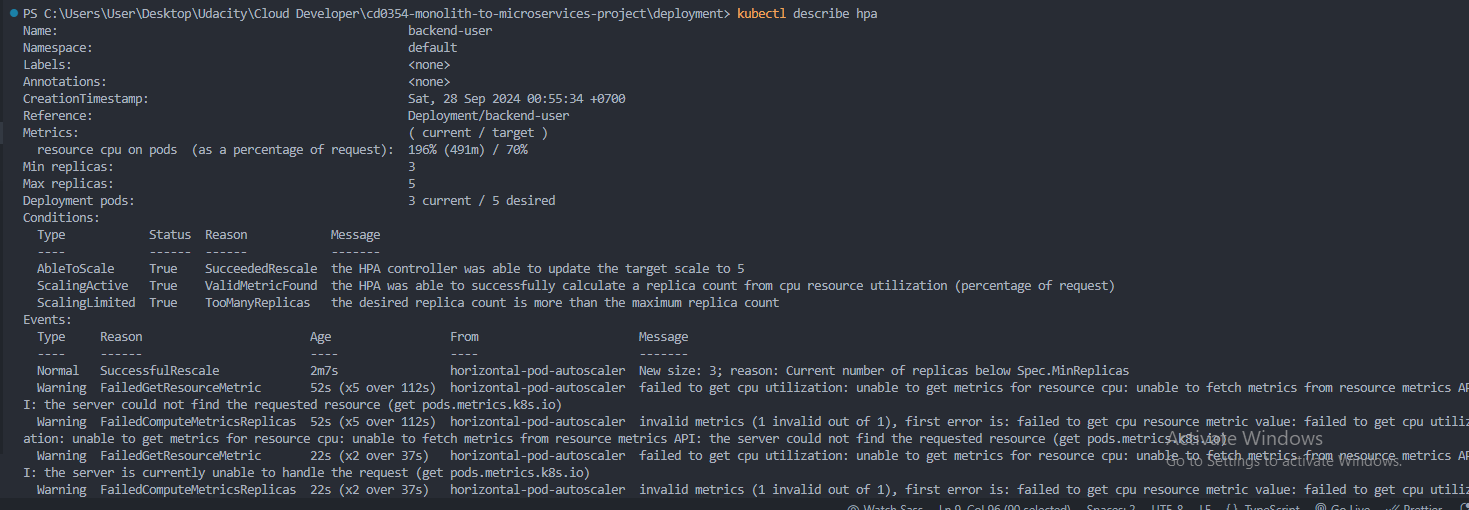 PS C:\Users\User\Desktop\Udacity\Cloud Developer\cd0354-monolith-to-microservices-project\deployment> kubectl describe hpa
Name: backend-user
Namespace: default
Labels: <none>
Annotations: <none>
CreationTimestamp: Sat, 28 Sep 2024 00:55:34 +0700
Reference: Deployment/backend-user
Metrics: ( current / target )
resource cpu on pods (as a percentage of request): 196% (491m) / 70%
Min replicas: 3
Max replicas: 5
Deployment pods: 3 current / 5 desired
Conditions:
Type Status Reason Message
---- ------ ------ -------
AbleToScale True SucceededRescale the HPA controller was able to update the target scale to 5
ScalingActive True ValidMetricFound the HPA was able to successfully calculate a replica count from cpu resource utilization (percentage of request)
ScalingLimited True TooManyReplicas the desired replica count is more than the maximum replica count
Events:
Type Reason Age From Message
---- ------ ---- ---- -------
Normal SuccessfulRescale 2m7s horizontal-pod-autoscaler New size: 3; reason: Current number of replicas below Spec.MinReplicas
Warning FailedGetResourceMetric 52s (x5 over 112s) horizontal-pod-autoscaler failed to get cpu utilization: unable to get metrics for resource cpu: unable to fetch metrics from resource metrics AP
I: the server could not find the requested resource (get pods.metrics.k8s.io)
Warning FailedComputeMetricsReplicas 52s (x5 over 112s) horizontal-pod-autoscaler invalid metrics (1 invalid out of 1), first error is: failed to get cpu resource metric value: failed to get cpu utiliz
ation: unable to get metrics for resource cpu: unable to fetch metrics from resource metrics API: the server could not find the requested resource (get pods.metrics.k8s.io)
Activate Windows
Warning FailedGetResourceMetric 22s (x2 over 37s) horizontal-pod-autoscaler failed to get cpu utilization: unable to get metrics for resource cpu: unable to fetch metrics from resource metrics AP
Go to Settings to activate Windows.
I: the server is currently unable to handle the request (get pods.metrics.k8s.io)
Warning FailedComputeMetricsReplicas 22s (x2 over 37s) horizontal-pod-autoscaler invalid metrics (1 invalid out of 1), first error is: failed to get cpu resource metric value: failed to get cpu utiliz
Watch Sass Ln 9, Col 96 (90 selected) Spaces: 2 UTF-8 LF {} TypeScript Go Live Prettier